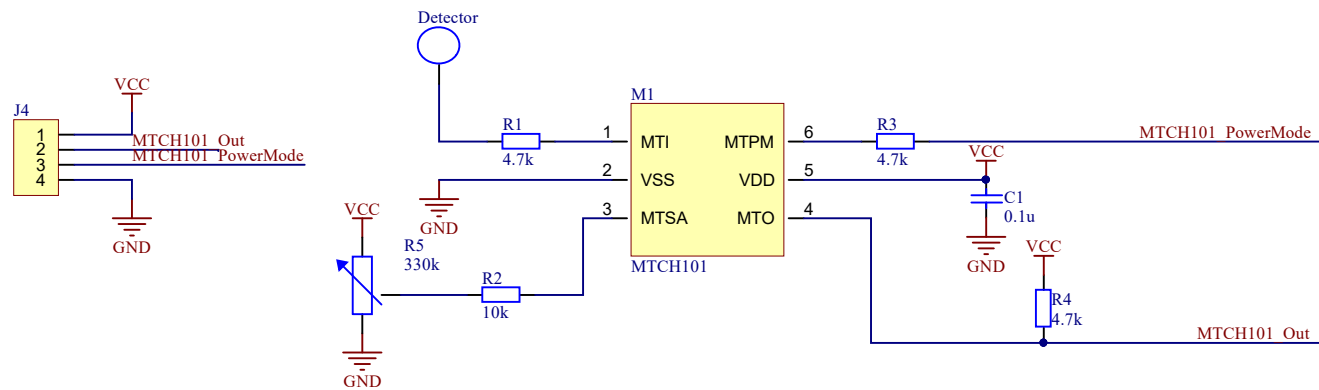 Detector
VCC
J4
1
2
3
4
MTCH101_Out
MTCH101_PowerMode
GND
M1
R1
4.7k
1
2
3
MTI
VSS
MTSA
MTPM
VDD
MTO
6
5
4
MTCH101
R3
4.7k
MTCH101_PowerMode
VCC
C1
0.1u
GND
GND
VCC
R5
330k
R2
10k
GND
VCC
R4
4.7k
MTCH101_Out